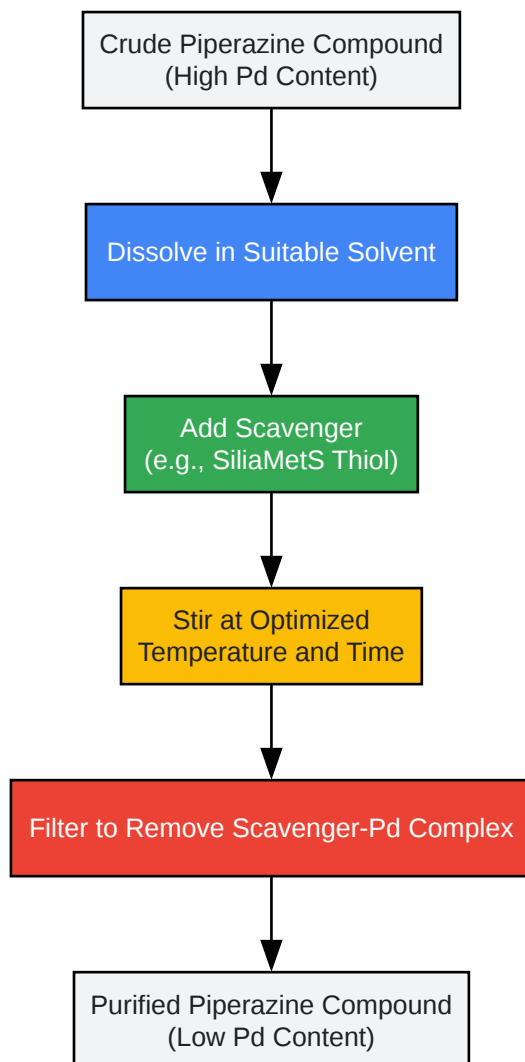 Crude Piperazine Compound
(High Pd Content)
Dissolve in Suitable Solvent
Add Scavenger
(e.g., SiliaMetS Thiol)
Stir at Optimized
Temperature and Time
Filter to Remove Scavenger-Pd Complex
Purified Piperazine Compound
(Low Pd Content)